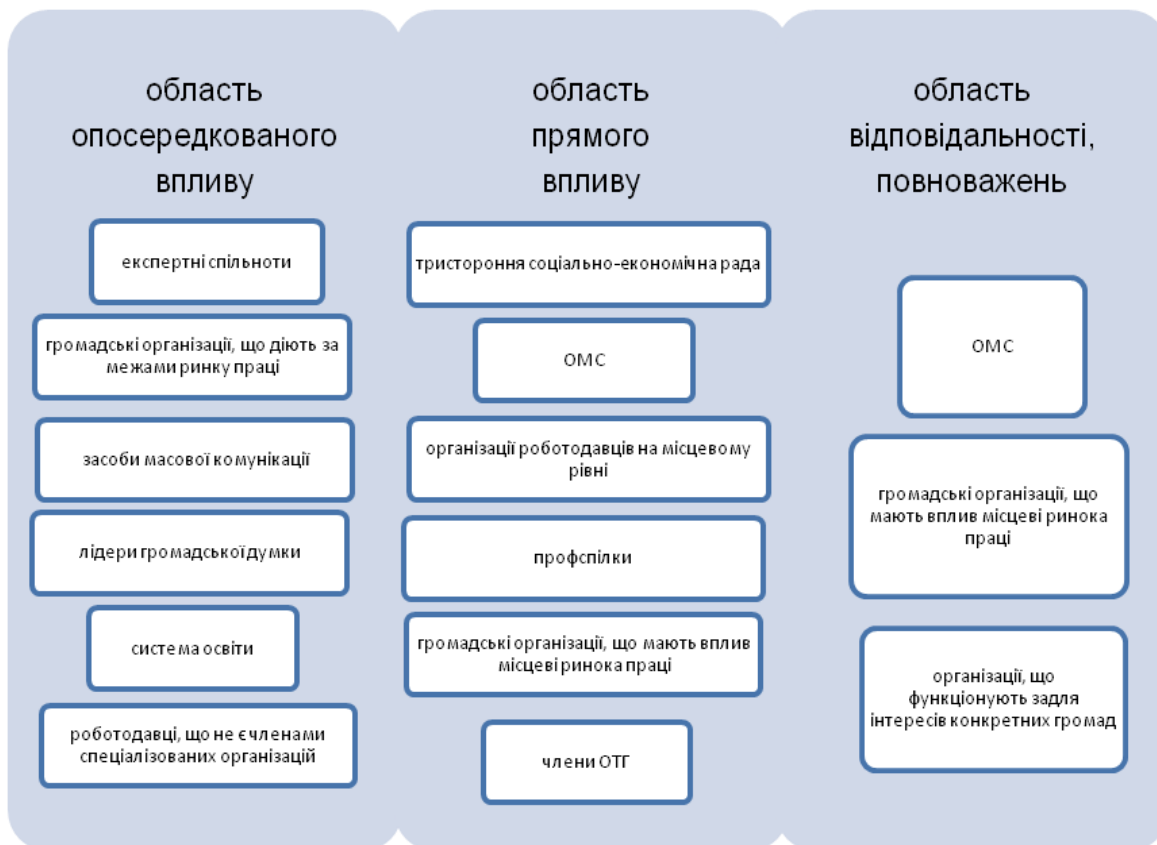 область
опосередкованого
впливу
експертні спільноти
громадські організації, що діють за
межами ринку праці
засоби масової комунікації
лідери громадської думки
система освіти
роботодавці, що не є членами
спеціалізованих організацій
область
прямого
впливу
тристороння соціально-економічна рада
ОМС
організації роботодавців на місцевому
рівні
профспілки
громадські організації, що мають вплив
місцеві ринока праці
члени ОТГ
область
відповідальності,
повноважень
ОМС
громадські організації, що
мають вплив місцеві ринока
праці
організації, що
функціонують задля
інтересів конкретних громад